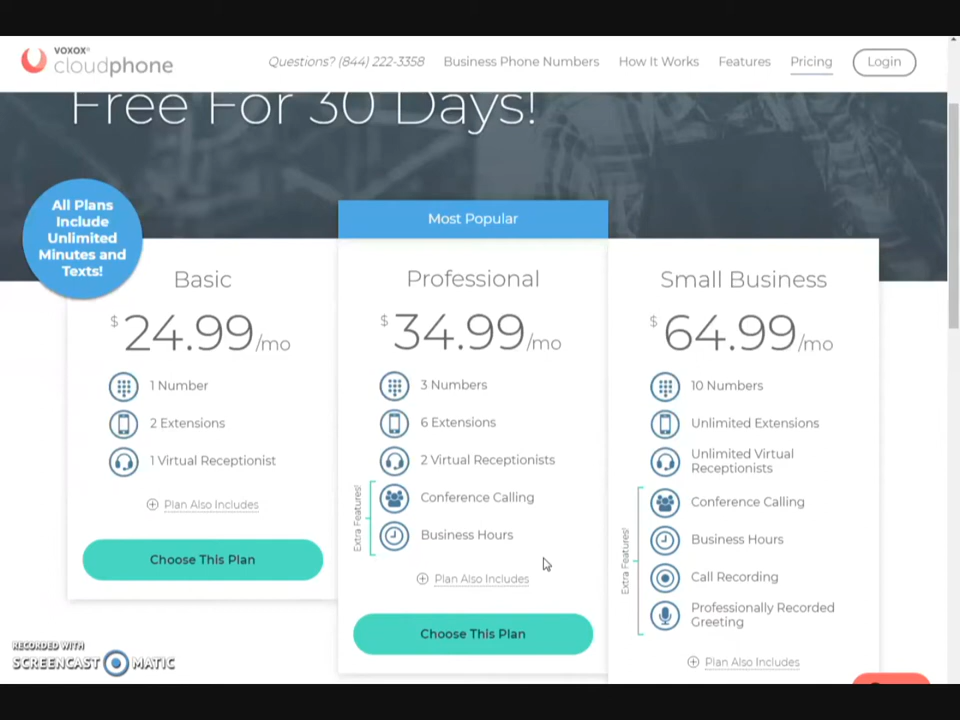 VOXOX®
cloudphone
Questions? (844) 222-3358
Business Phone Numbers
How It Works
Features
Pricing
Login
Free For 30 Days!
All Plans
Include
Unlimited
Minutes and
Texts!
Basic
$24.99/mo
1 Number
2 Extensions
1 Virtual Receptionist
Plan Also Includes
Choose This Plan
Most Popular
Professional
$34.99/mo
3 Numbers
6 Extensions
2 Virtual Receptionists
Extra Features!
Conference Calling
Business Hours
Plan Also Includes
Choose This Plan
Small Business
$64.99/mo
10 Numbers
Unlimited Extensions
Unlimited Virtual
Receptionists
Extra Features!
Conference Calling
Business Hours
Call Recording
Professionally Recorded
Greeting
Plan Also Includes
RECORDED WITH
SCREENCAST MATIC